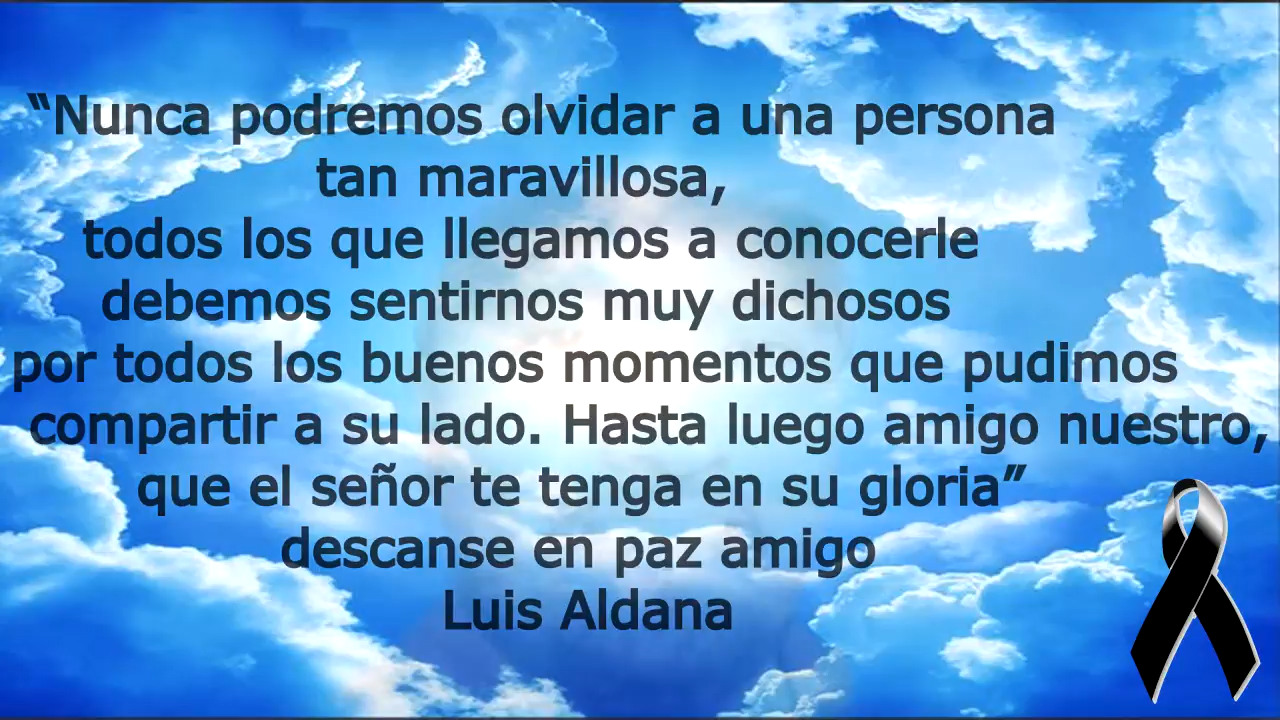 “Nunca podremos olvidar a una persona
tan maravillosa,
todos los que llegamos a conocerle
debemos sentirnos muy dichosos
por todos los buenos momentos que pudimos
compartir a su lado. Hasta luego amigo nuestro,
que el señor te tenga en su gloria”
descanse en paz amigo
Luis Aldana